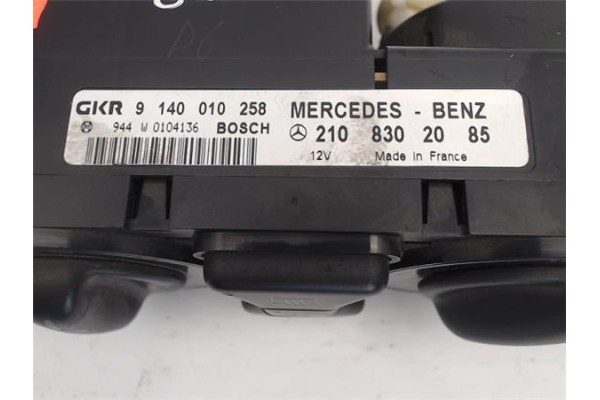 GKR 9 140 010 258 MERCEDES - BENZ
944 W 0104136 BOSCH 210 830 20 85
12V Made in France